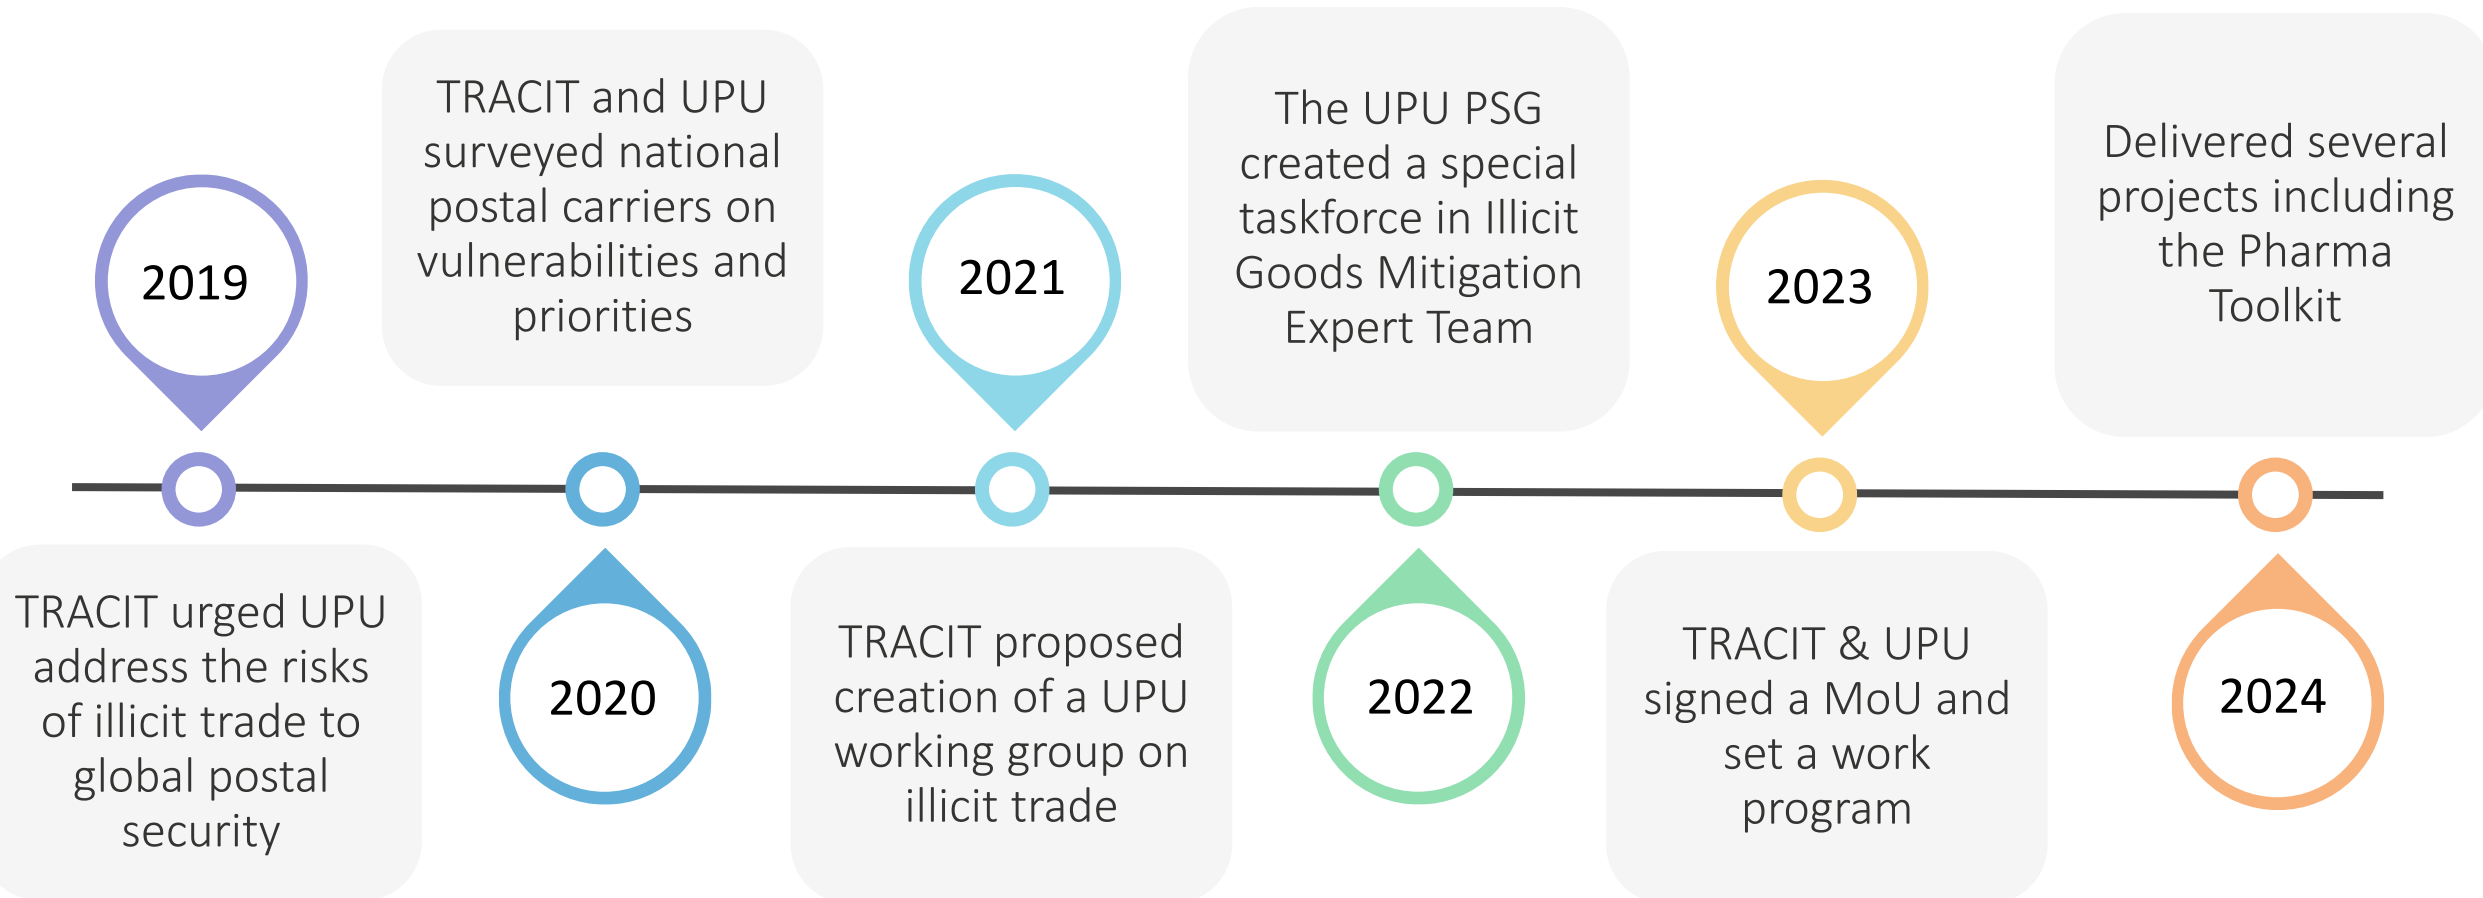 2019
TRACIT urged UPU
address the risks
of illicit trade to
global postal
security
TRACIT and UPU
surveyed national
postal carriers on
vulnerabilities and
priorities
2020
2021
TRACIT proposed
creation of a UPU
working group on
illicit trade
The UPU PSG
created a special
taskforce in Illicit
Goods Mitigation
Expert Team
2022
2023
TRACIT & UPU
signed a MoU and
set a work
program
Delivered several
projects including
the Pharma
Toolkit
2024